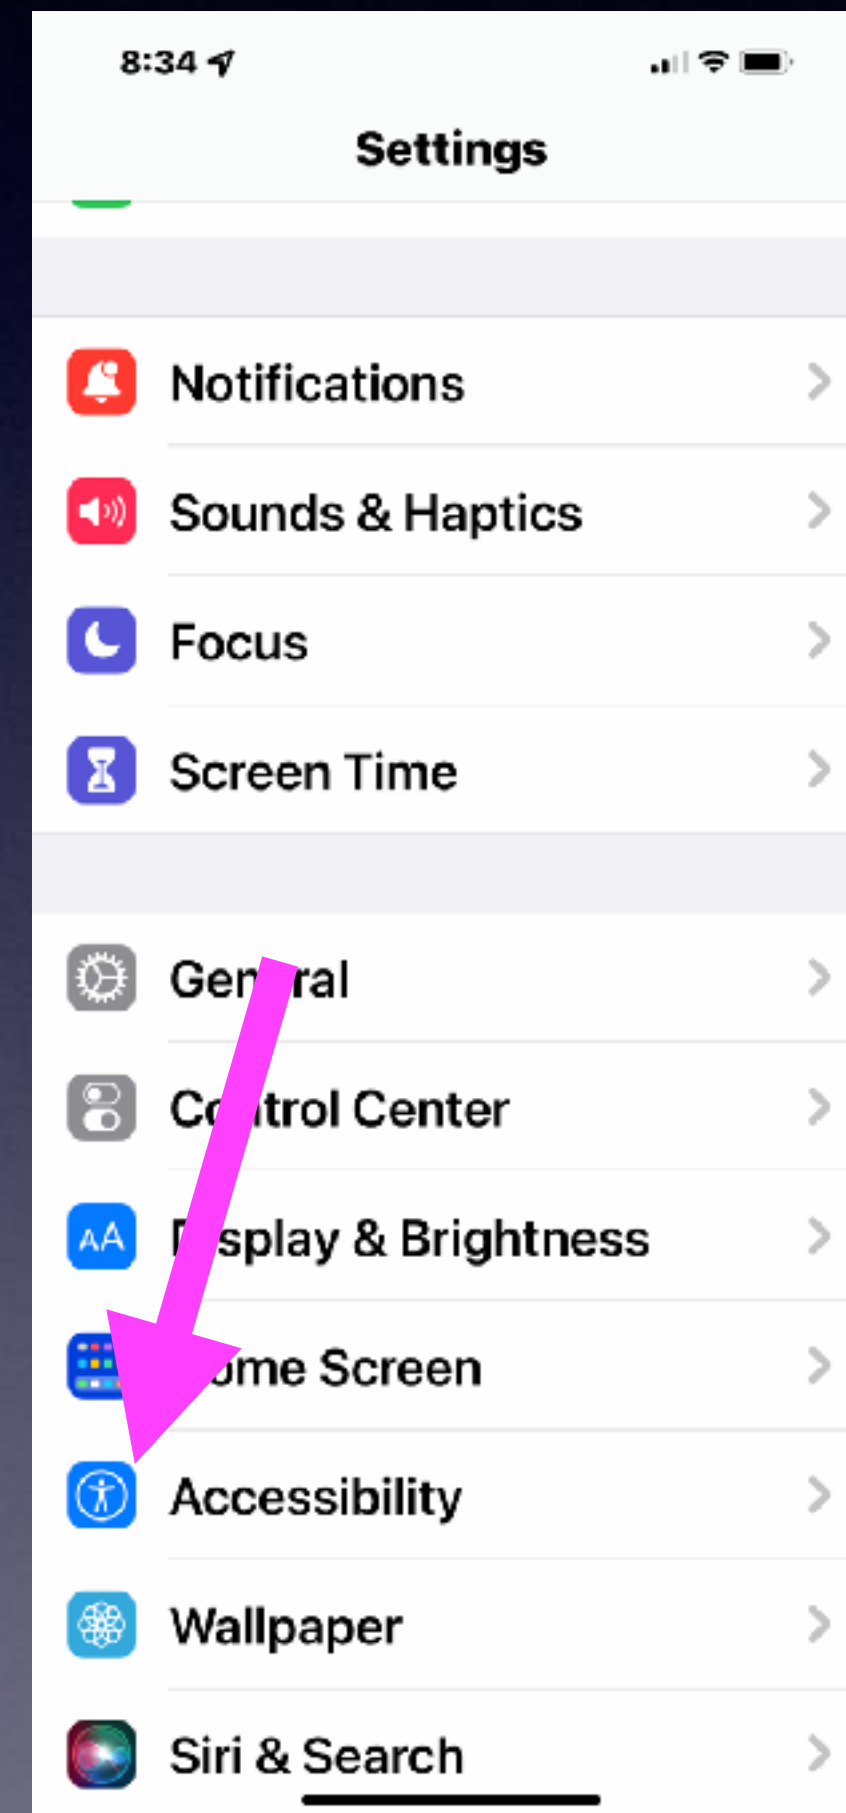 8:34
Settings
Notifications
Sounds & Haptics
Focus
Screen Time
General
Control Center
AA
Display & Brightness
Home Screen
Accessibility
Wallpaper
Siri & Search